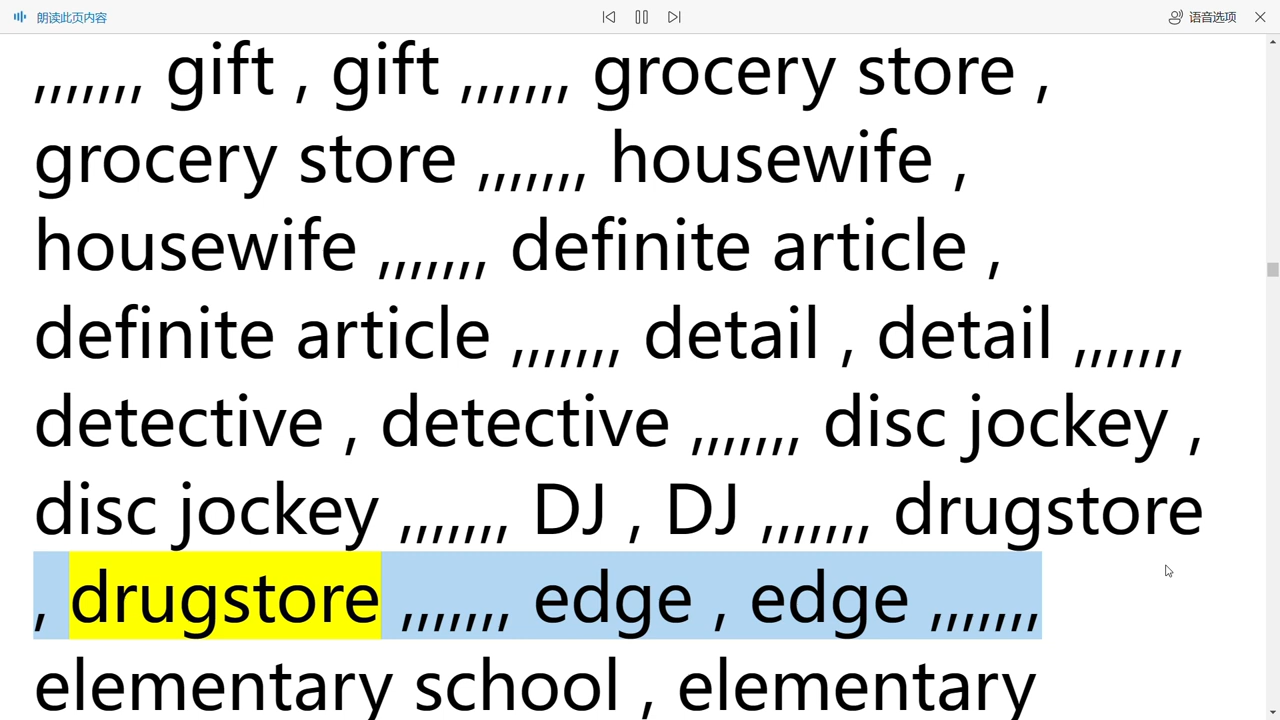 朗读此页内容
语音选项
,,,,,,, gift , gift ,,,,,,, grocery store ,
grocery store ,,,,,,, housewife ,
housewife ,,,,,,, definite article ,
definite article ,,,,,,, detail , detail ,,,,,,,
detective , detective ,,,,,,, disc jockey ,
disc jockey ,,,,,,, DJ , DJ ,,,,,,, drugstore
, drugstore ,,,,,,, edge , edge ,,,,,,,
elementary school , elementary